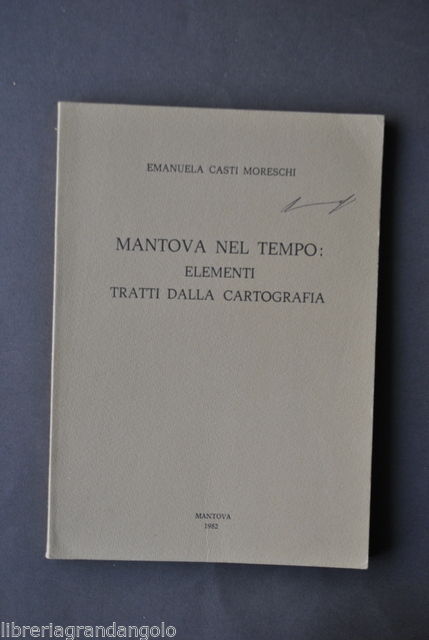 EMANUELA CASTI MORESCHI
MANTOVA NEL TEMPO:
ELEMENTI
TRATTI DALLA CARTOGRAFIA
MANTOVA
1982
libreriagrandangolo